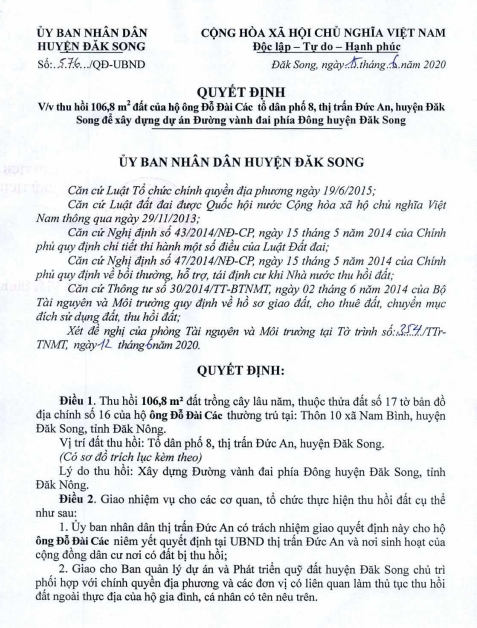 ỦY BAN NHÂN DÂN
HUYỆN ĐĂK SONG
Số: 576../QĐ-UBND
CỘNG HÒA XÃ HỘI CHỦ NGHĨA VIỆT NAM
Độc lập – Tự do – Hạnh phúc
Đăk Song, ngày 15 tháng 6 năm 2020
QUYẾT ĐỊNH
V/v thu hồi 106,8 m² đất của hộ ông Đỗ Đài Các tổ dân phố 8, thị trấn Đức An, huyện Đăk
Song để xây dựng dự án Đường vành đai phía Đông huyện Đăk Song
ỦY BAN NHÂN DÂN HUYỆN ĐĂK SONG
Căn cứ Luật Tổ chức chính quyền địa phương ngày 19/6/2015;
Căn cứ Luật đất đai được Quốc hội nước Cộng hòa xã hộ chủ nghĩa Việt
Nam thông qua ngày 29/11/2013;
Căn cứ Nghị định số 43/2014/NĐ-CP, ngày 15 tháng 5 năm 2014 của Chính
phủ quy định chi tiết thi hành một số điều của Luật Đất đai;
Căn cứ Nghị định số 47/2014/NĐ-CP, ngày 15 tháng 5 năm 2014 của Chính
phủ quy định về bồi thường, hỗ trợ, tái định cư khi Nhà nước thu hồi đất;
Căn cứ Thông tư số 30/2014/TT-BTNMT, ngày 02 tháng 6 năm 2014 của Bộ
Tài nguyên và Môi trường quy định về hồ sơ giao đất, cho thuê đất, chuyển mục
đích sử dụng đất, thu hồi đất;
Xét đề nghị của phòng Tài nguyên và Môi trường tại Tờ trình số: 354/TTr-
TNMT, ngày 12 tháng 6 năm 2020.
QUYẾT ĐỊNH:
Điều 1. Thu hồi 106,8 m² đất trồng cây lâu năm, thuộc thửa đất số 17 tờ bản đồ
địa chính số 16 của hộ ông Đỗ Đài Các thường trú tại: Thôn 10 xã Nam Bình, huyện
Đăk Song, tỉnh Đăk Nông.
Vị trí đất thu hồi: Tổ dân phố 8, thị trấn Đức An, huyện Đăk Song.
(Có sơ đồ trích lục kèm theo)
Lý do thu hồi: Xây dựng Đường vành đai phía Đông huyện Đăk Song, tỉnh
Đăk Nông.
Điều 2. Giao nhiệm vụ cho các cơ quan, tổ chức thực hiện thu hồi đất cụ thể
như sau:
1. Ủy ban nhân dân thị trấn Đức An có trách nhiệm giao quyết định này cho hộ
ông Đỗ Đài Các niêm yết quyết định tại UBND thị trấn Đức An và nơi sinh hoạt của
cộng đồng dân cư nơi có đất bị thu hồi;
2. Giao cho Ban quản lý dự án và Phát triển quỹ đất huyện Đăk Song chủ trì
phối hợp với chính quyền địa phương và các đơn vị có liên quan làm thủ tục thu hồi
đất ngoài thực địa của hộ gia đình, cá nhân có tên nêu trên.